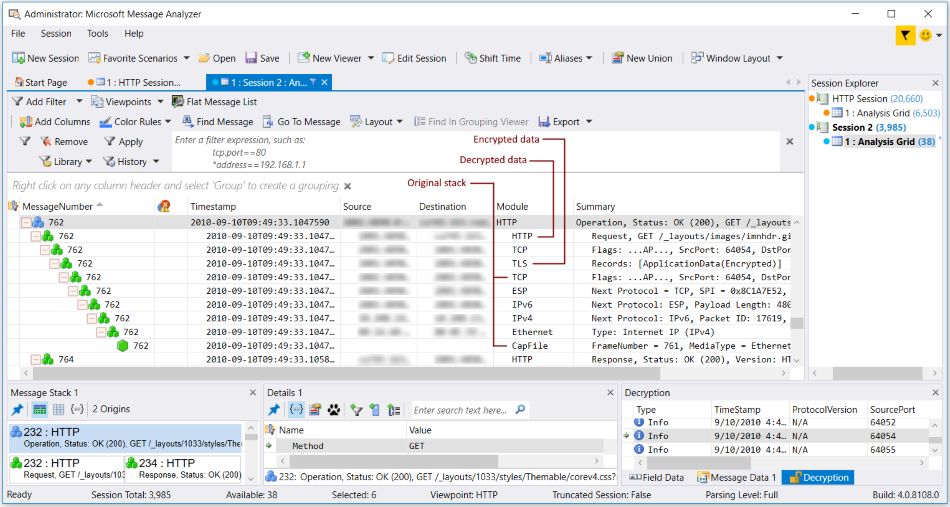 Administrator: Microsoft Message Analyzer
File Session Tools Help
New Session Favorite Scenarios Open Save New Viewer Edit Session Shift Time Aliases New Union Window Layout
Start Page 1 : HTTP Session... 1 : Session 2 : An...
Session Explorer
Add Filter Viewpoints Flat Message List
HTTP Session (20,660)
1 : Analysis Grid (6,503)
Session 2 (3,985)
1 : Analysis Grid (38)
Add Columns Color Rules Find Message Go To Message Layout Find In Grouping Viewer Export
Remove Apply
Library History
Enter a filter expression, such as:
tcp.port==80
*address==192.168.1.1
Encrypted data
Decrypted data
Original stack
Right click on any column header and select 'Group' to create a grouping
MessageNumber Timestamp Source Destination Module Summary
762 2010-09-10T09:49:33.1047590 HTTP Operation, Status: OK (200), GET /_layouts
762 2010-09-10T09:49:33.1047... HTTP Request, GET /_layouts/images/imnhdr.gi
762 2010-09-10T09:49:33.1047... TCP Flags: ...AP..., SrcPort: 64054, DstPor
762 2010-09-10T09:49:33.1047... TLS Records: [ApplicationData(Encrypted)]
762 2010-09-10T09:49:33.1047... TCP Flags: ...AP..., SrcPort: 64054, DstPor
762 2010-09-10T09:49:33.1047... ESP Next Protocol = TCP, SPI = 0x8C1A7E52,
762 2010-09-10T09:49:33.1047... IPv6 Next Protocol: ESP, Payload Length: 480
762 2010-09-10T09:49:33.1047... IPv4 Next Protocol: IPv6, Packet ID: 17619,
762 2010-09-10T09:49:33.1047... Ethernet Type: Internet IP (IPv4)
762 2010-09-10T09:49:33.1047... CapFile FrameNumber = 761, MediaType = Ethernet
764 2010-09-10T09:49:33.1058... HTTP Response, Status: OK (200), Version: HT
Message Stack 1
2 Origins
232 : HTTP
Operation, Status: OK (200), GET /_layouts/1033/styles/Them
232 : HTTP
Request, GET /_layouts/103
234 : HTTP
Response, Status: OK (200)
Details 1
Enter search text here...
Name Value
Method GET
232: Operation, Status: OK (200), GET /_layouts/1033/styles/Themable/corev4.css?
Decryption
Type TimeStamp ProtocolVersion SourcePort
Info 9/10/2010 4:4... N/A 64052
Info 9/10/2010 4:4... N/A 64054
Info 9/10/2010 4:4... N/A 64055
Field Data Message Data 1 Decryption
Ready Session Total: 3,985 Available: 38 Selected: 6 Viewpoint: HTTP Truncated Session: False Parsing Level: Full Build: 4.0.8108.0